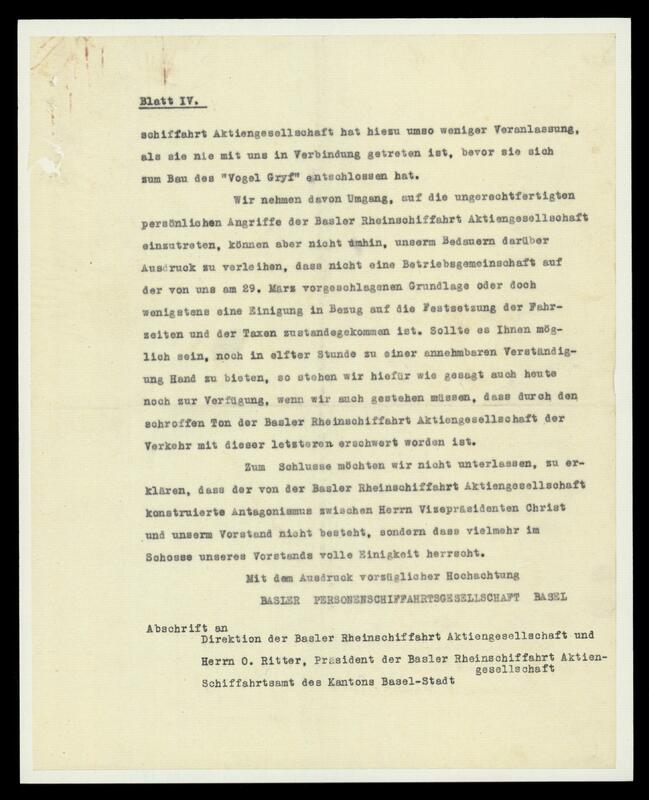 Blatt IV.
schiffahrt Aktiengesellschaft hat hiezu umso weniger Veranlassung,
als sie nie mit uns in Verbindung getreten ist, bevor sie sich
zum Bau des "Vogel Gryf" entschlossen hat.
Wir nehmen davon Umgang, auf die ungerechtfertigten
persönlichen Angriffe der Basler Rheinschiffahrt Aktiengesellschaft
einzutreten, können aber nicht umhin, unserm Bedauern darüber
Ausdruck zu verleihen, dass nicht eine Betriebsgemeinschaft auf
der von uns am 29. März vorgeschlagenen Grundlage oder doch
wenigstens eine Einigung in Bezug auf die Festsetzung der Fahr-
zeiten und der Taxen zustandegekommen ist. Sollte es Ihnen mög-
lich sein, noch in elfter Stunde zu einer annehmbaren Verständig-
ung Hand zu bieten, so stehen wir hiefür wie gesagt auch heute
noch zur Verfügung, wenn wir auch gestehen müssen, dass durch den
schroffen Ton der Basler Rheinschiffahrt Aktiengesellschaft der
Verkehr mit dieser letzteren erschwert worden ist.
Zum Schlusse möchten wir nicht unterlassen, zu er-
klären, dass der von der Basler Rheinschiffahrt Aktiengesellschaft
konstruierte Antagonismus zwischen Herrn Vizepräsidenten Christ
und unserm Vorstand nicht besteht, sondern dass vielmehr im
Schosse unseres Vorstands volle Einigkeit herrscht.
Mit dem Ausdruck vorzüglicher Hochachtung
BASLER PERSONENSCHIFFAHRTSGESELLSCHAFT BASEL
Abschrift an
Direktion der Basler Rheinschiffahrt Aktiengesellschaft und
Herrn O. Ritter, Präsident der Basler Rheinschiffahrt Aktien-
gesellschaft
Schiffahrtsamt des Kantons Basel-Stadt